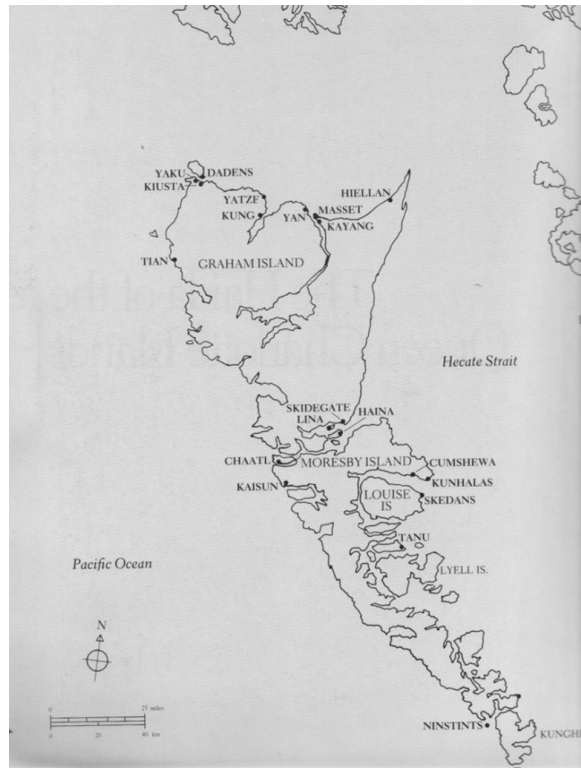 YAKU
DADENS
KIUSTA
YATZE
HIELLAN
KUNG
YAN
MASSET
KAYANG
TIAN
GRAHAM ISLAND
Hecate Strait
SKIDEGATE
LINA
HAINA
CHAATL
MORESBY ISLAND
CUMSHEWA
KAISUN
KUNHALAS
LOUISE
IS
SKEDANS
TANU
Pacific Ocean
LYELL IS.
N
0
25 miles
0
20
40 km
NINSTINTS
KUNGHI